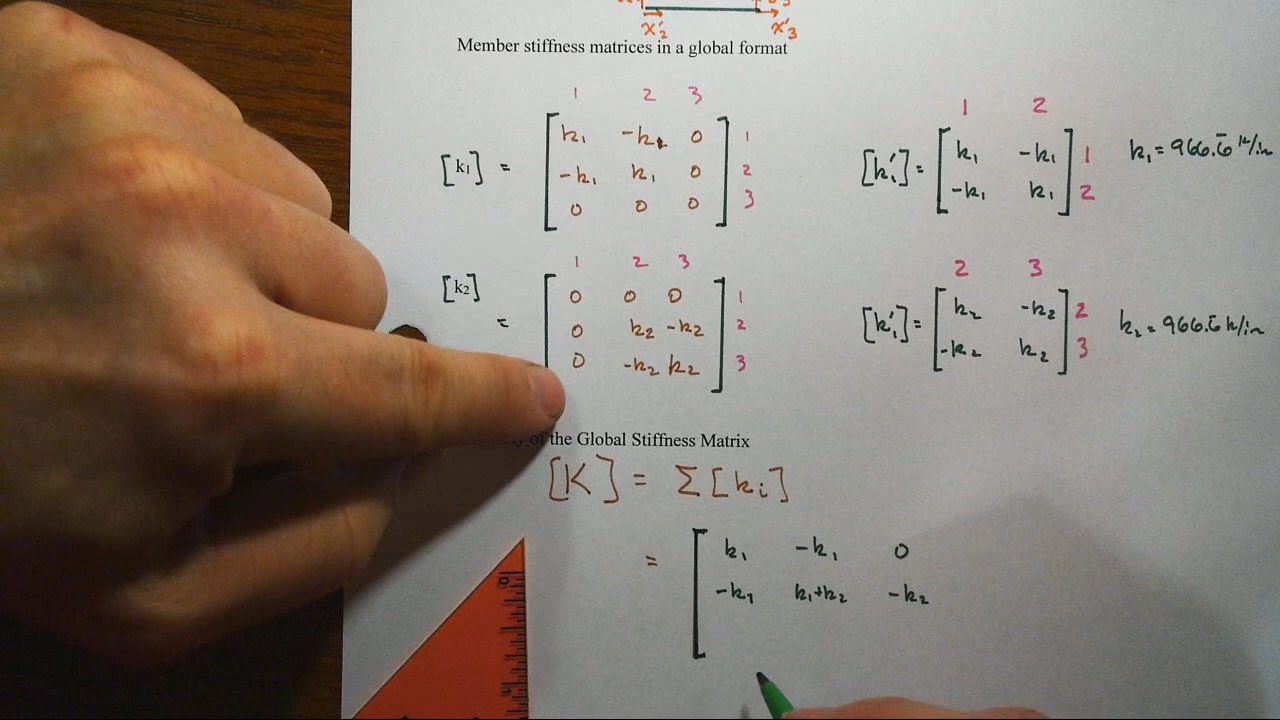 x'2 x'3
Member stiffness matrices in a global format
1 2 3
1 2
[k1] = [ k1 -k1 0 ] 1
-k1 k1 0 2
0 0 0 3
[k1'] = [ k1 -k1 ] 1
-k1 k1 2
k1 = 966.6̅ k/in
1 2 3
2 3
[k2] = [ 0 0 0 ] 1
0 k2 -k2 2
0 -k2 k2 3
[k1'] = [ k2 -k2 ] 2
-k2 k2 3
k2 = 966.6̅ k/in
of the Global Stiffness Matrix
[K] = Σ[ki]
= [ k1 -k1 0
-k1 k1+k2 -k2